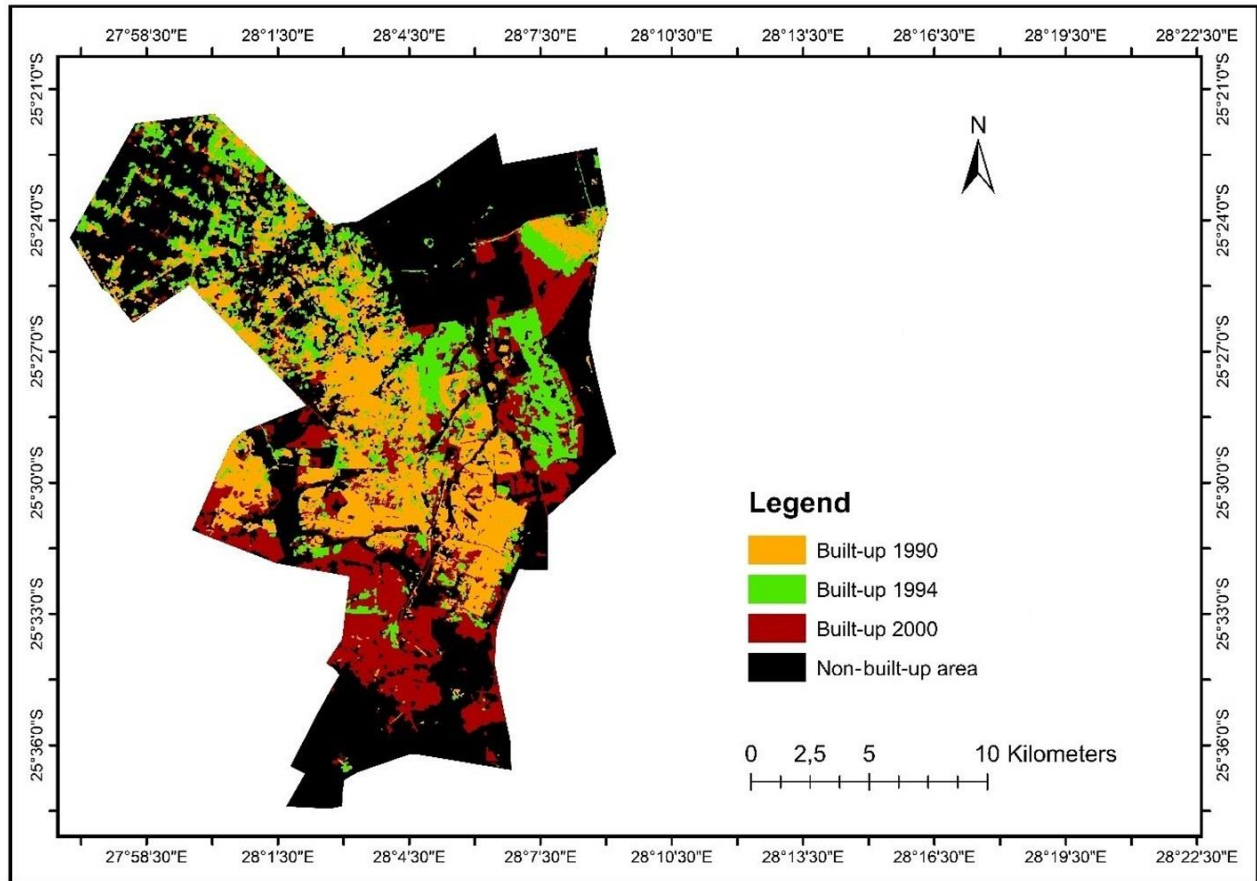 27°58'30"E 28°1'30"E 28°4'30"E 28°7'30"E 28°10'30"E 28°13'30"E 28°16'30"E 28°19'30"E 28°22'30"E
25°21'0"S 25°21'0"S
N
25°24'0"S 25°24'0"S
25°27'0"S 25°27'0"S
25°30'0"S 25°30'0"S
Legend
Built-up 1990
Built-up 1994
25°33'0"S 25°33'0"S
Built-up 2000
Non-built-up area
25°36'0"S 25°36'0"S
0 2,5 5 10 Kilometers
27°58'30"E 28°1'30"E 28°4'30"E 28°7'30"E 28°10'30"E 28°13'30"E 28°16'30"E 28°19'30"E 28°22'30"E